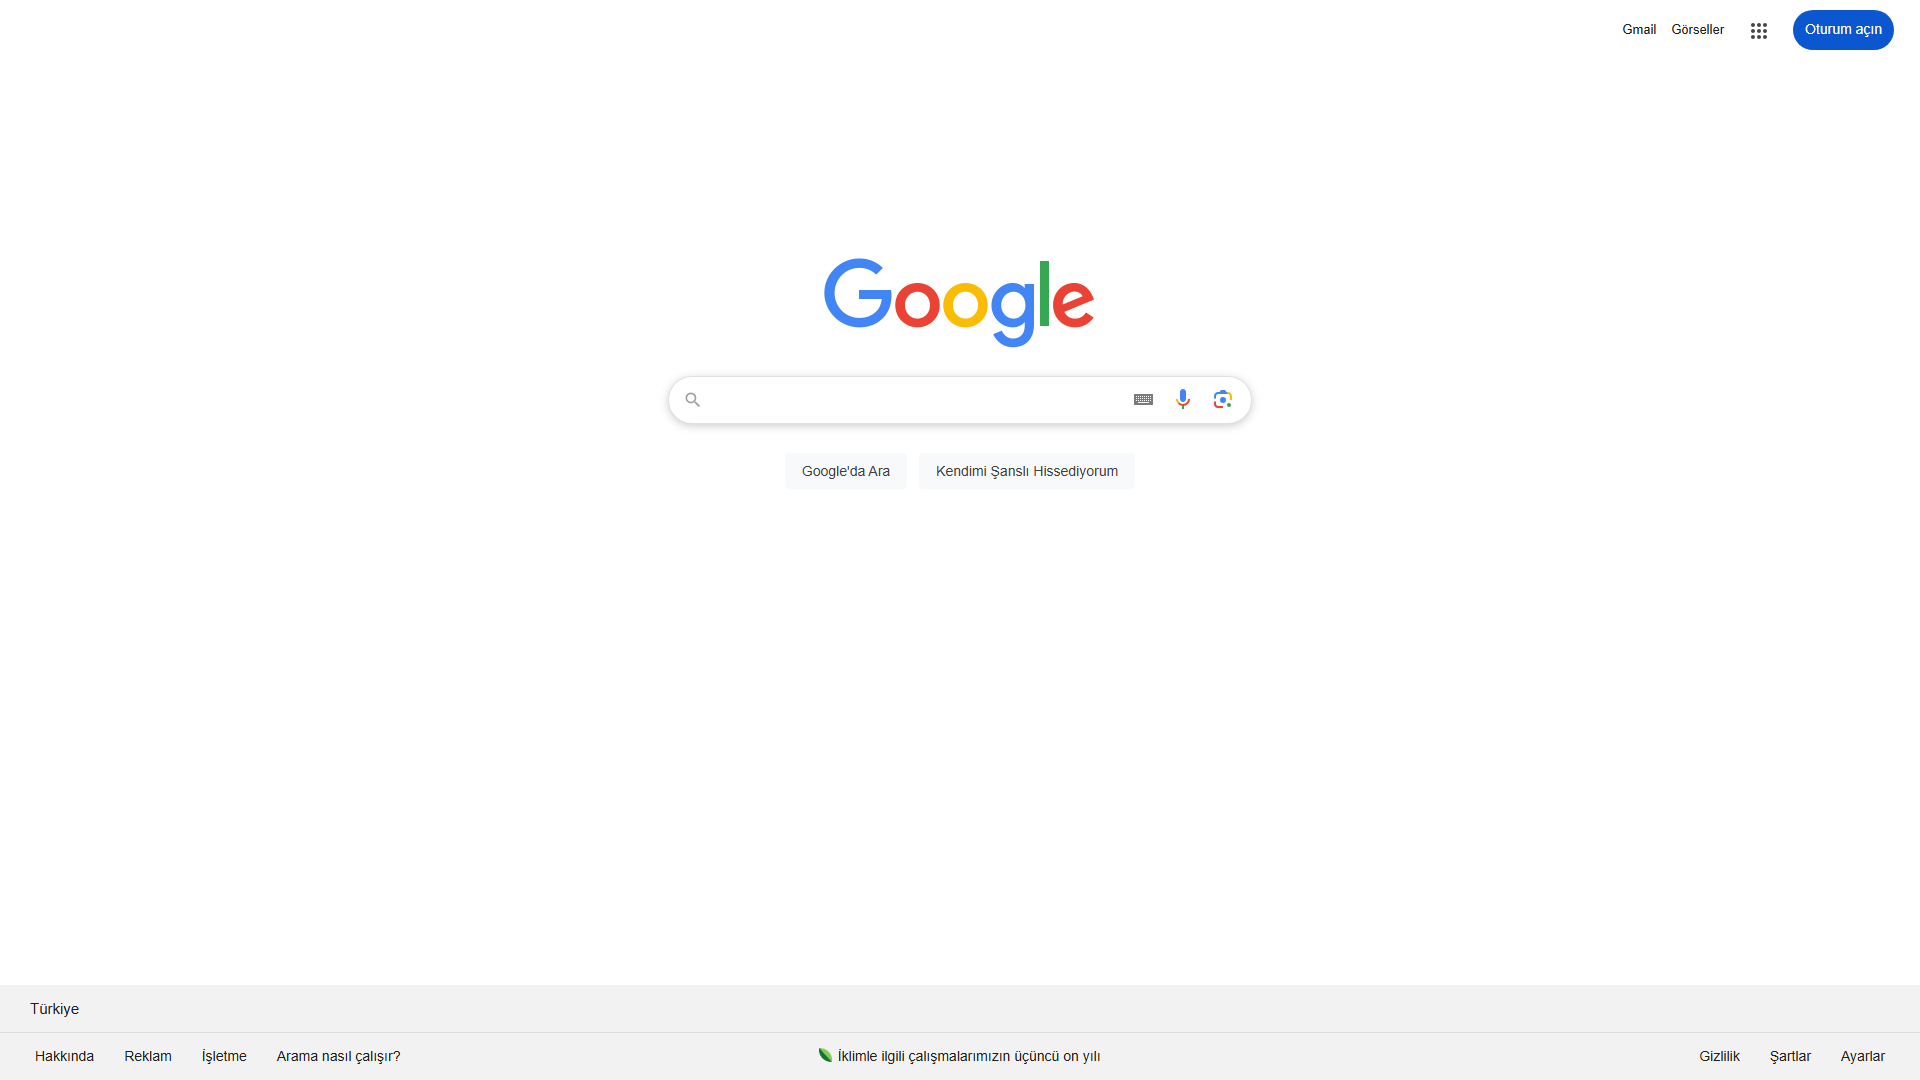 Gmail Görseller Oturum açın
Google
Google'da Ara Kendimi Şanslı Hissediyorum
Türkiye
Hakkında Reklam İşletme Arama nasıl çalışır? İklimle ilgili çalışmalarımızın üçüncü on yılı Gizlilik Şartlar Ayarlar